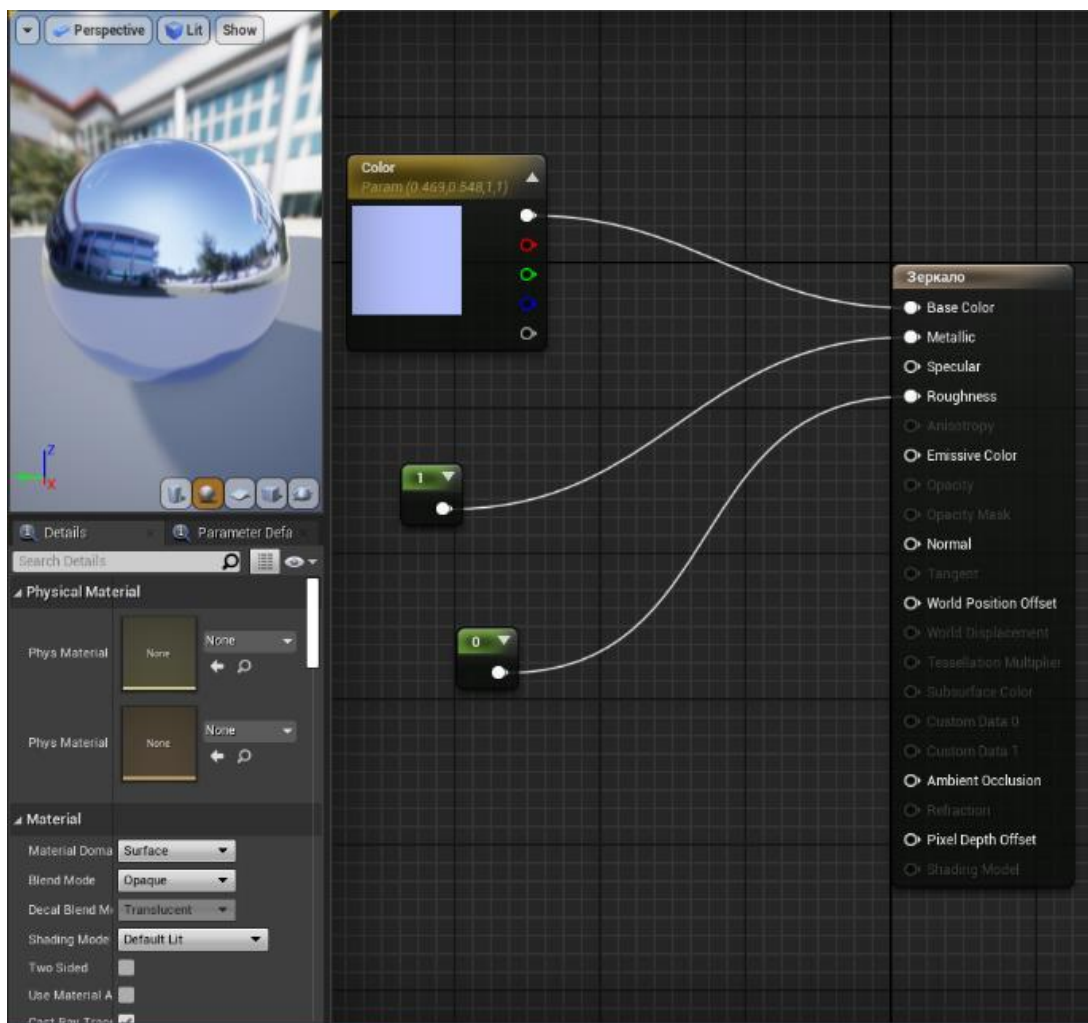 Perspective
Lit
Show
Color
Param (0.469,0.548,1,1)
Зеркало
Base Color
Metallic
Specular
Roughness
Anisotropy
Emissive Color
Opacity
Opacity Mask
Normal
Tangent
World Position Offset
World Displacement
Tessellation Multiplier
Subsurface Color
Custom Data 0
Custom Data 1
Ambient Occlusion
Refraction
Pixel Depth Offset
Shading Model
1
0
Z
X
Details
Parameter Defa
Search Details
Physical Material
Phys Material
None
None
Phys Material
None
None
Material
Material Doma
Surface
Blend Mode
Opaque
Decal Blend M
Translucent
Shading Mode
Default Lit
Two Sided
Use Material A
Cast Ray Trac